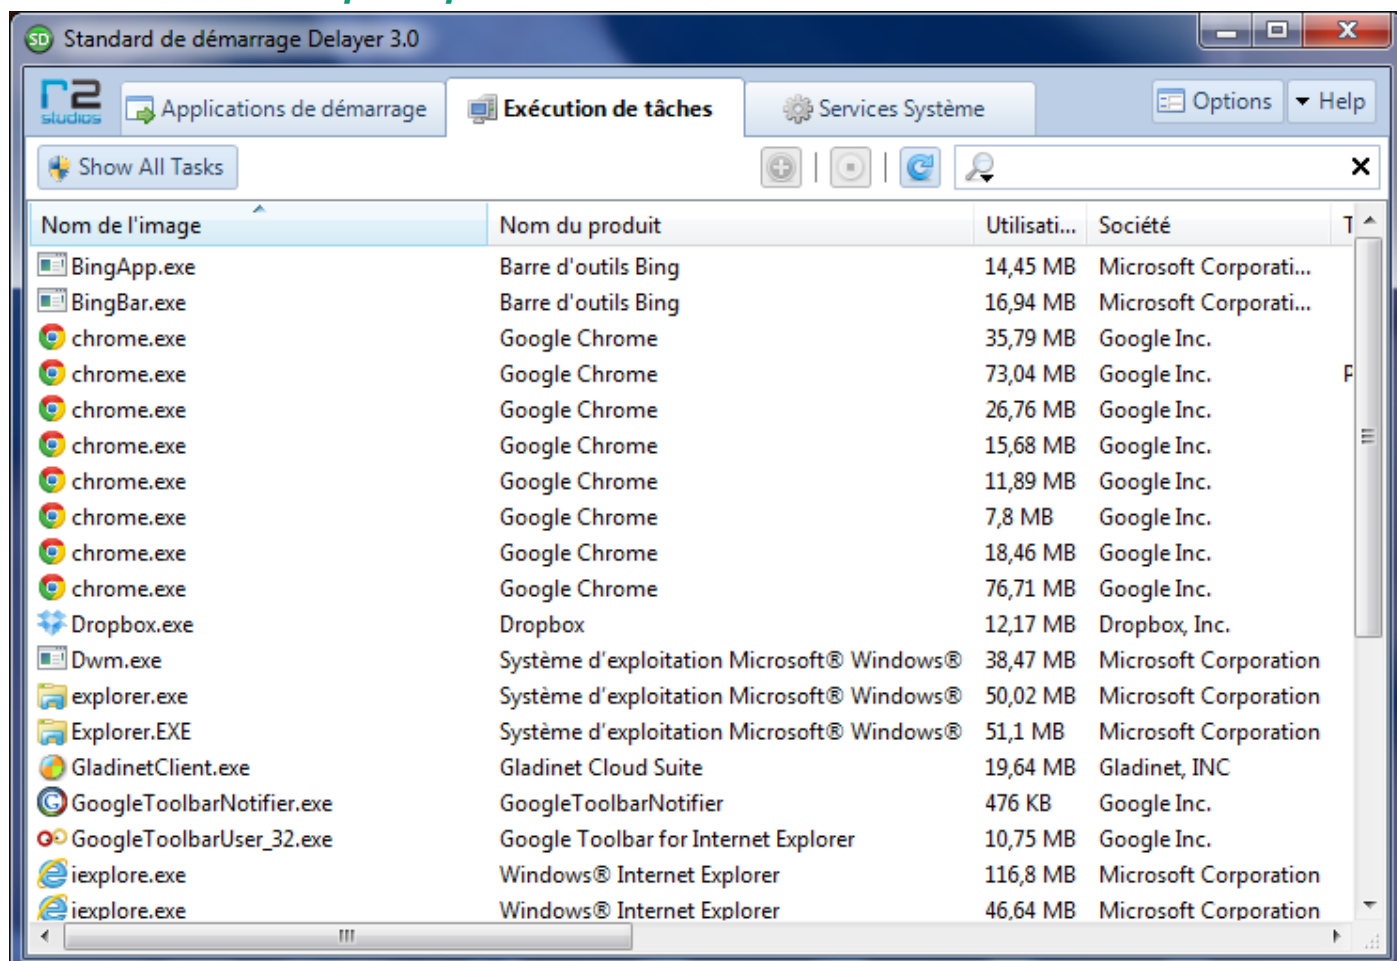 SD Standard de démarrage Delayer 3.0
r2 studios Applications de démarrage Exécution de tâches Services Système Options Help
Show All Tasks
Nom de l'image Nom du produit Utilisati... Société T
BingApp.exe Barre d'outils Bing 14,45 MB Microsoft Corporati...
BingBar.exe Barre d'outils Bing 16,94 MB Microsoft Corporati...
chrome.exe Google Chrome 35,79 MB Google Inc.
chrome.exe Google Chrome 73,04 MB Google Inc. P
chrome.exe Google Chrome 26,76 MB Google Inc.
chrome.exe Google Chrome 15,68 MB Google Inc.
chrome.exe Google Chrome 11,89 MB Google Inc.
chrome.exe Google Chrome 7,8 MB Google Inc.
chrome.exe Google Chrome 18,46 MB Google Inc.
chrome.exe Google Chrome 76,71 MB Google Inc.
Dropbox.exe Dropbox 12,17 MB Dropbox, Inc.
Dwm.exe Système d'exploitation Microsoft® Windows® 38,47 MB Microsoft Corporation
explorer.exe Système d'exploitation Microsoft® Windows® 50,02 MB Microsoft Corporation
Explorer.EXE Système d'exploitation Microsoft® Windows® 51,1 MB Microsoft Corporation
GladinetClient.exe Gladinet Cloud Suite 19,64 MB Gladinet, INC
GoogleToolbarNotifier.exe GoogleToolbarNotifier 476 KB Google Inc.
GoogleToolbarUser_32.exe Google Toolbar for Internet Explorer 10,75 MB Google Inc.
iexplore.exe Windows® Internet Explorer 116,8 MB Microsoft Corporation
iexplore.exe Windows® Internet Explorer 46,64 MB Microsoft Corporation